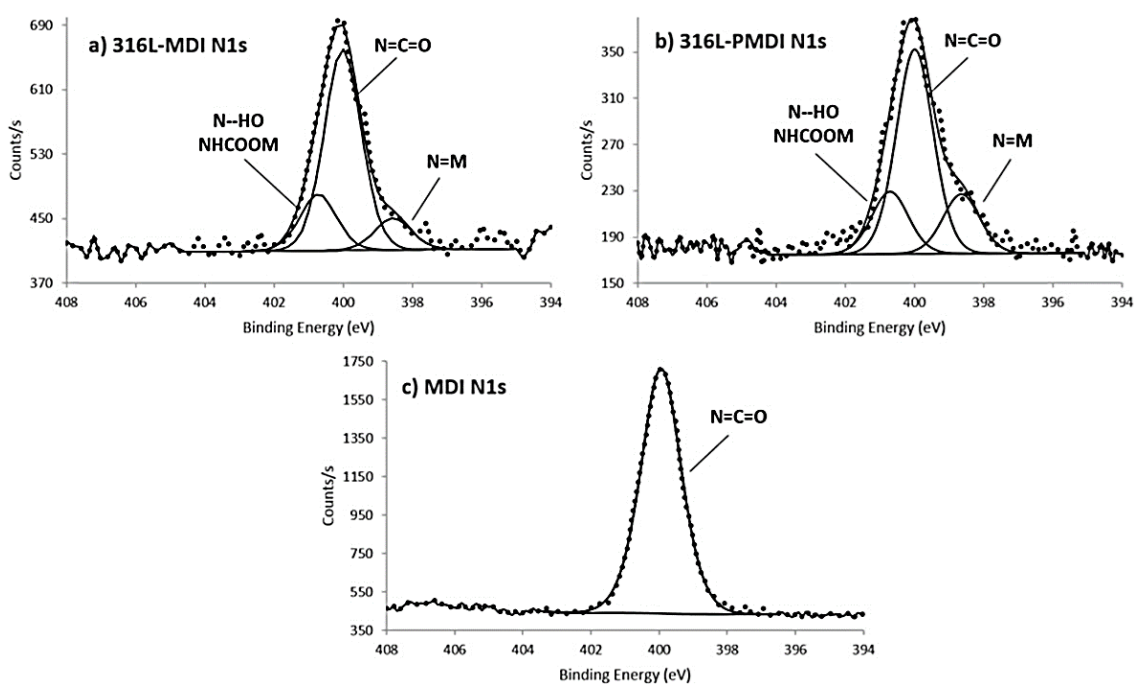 a) 316L-MDI N1s
N=C=O
N--HO
NHCOOM
N=M
Counts/s
690
610
530
450
370
408 406 404 402 400 398 396 394
Binding Energy (eV)
b) 316L-PMDI N1s
N=C=O
N--HO
NHCOOM
N=M
Counts/s
350
310
270
230
190
150
408 406 404 402 400 398 396 394
Binding Energy (eV)
c) MDI N1s
N=C=O
Counts/s
1750
1550
1350
1150
950
750
550
350
408 406 404 402 400 398 396 394
Binding Energy (eV)